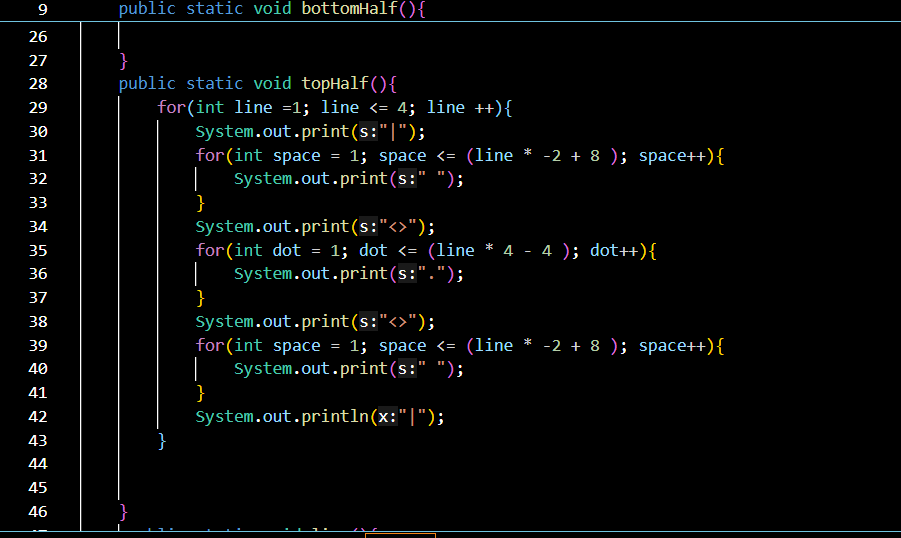 9 public static void bottomHalf(){
26
27 }
28 public static void topHalf(){
29 for(int line =1; line <= 4; line ++){
30 System.out.print(s:"|");
31 for(int space = 1; space <= (line * -2 + 8 ); space++){
32 System.out.print(s:" ");
33 }
34 System.out.print(s:"<>");
35 for(int dot = 1; dot <= (line * 4 - 4 ); dot++){
36 System.out.print(s:".");
37 }
38 System.out.print(s:"<>");
39 for(int space = 1; space <= (line * -2 + 8 ); space++){
40 System.out.print(s:" ");
41 }
42 System.out.println(x:"|");
43 }
44
45
46 }